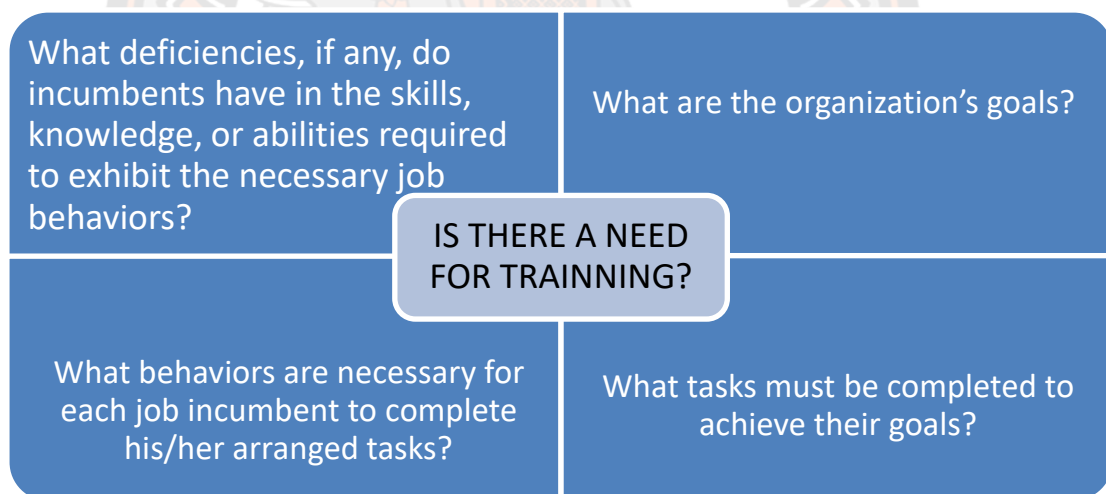 What deficiencies, if any, do
incumbents have in the skills,
knowledge, or abilities required
to exhibit the necessary job
behaviors?
What are the organization’s goals?
IS THERE A NEED
FOR TRAINNING?
What behaviors are necessary for
each job incumbent to complete
his/her arranged tasks?
What tasks must be completed to
achieve their goals?